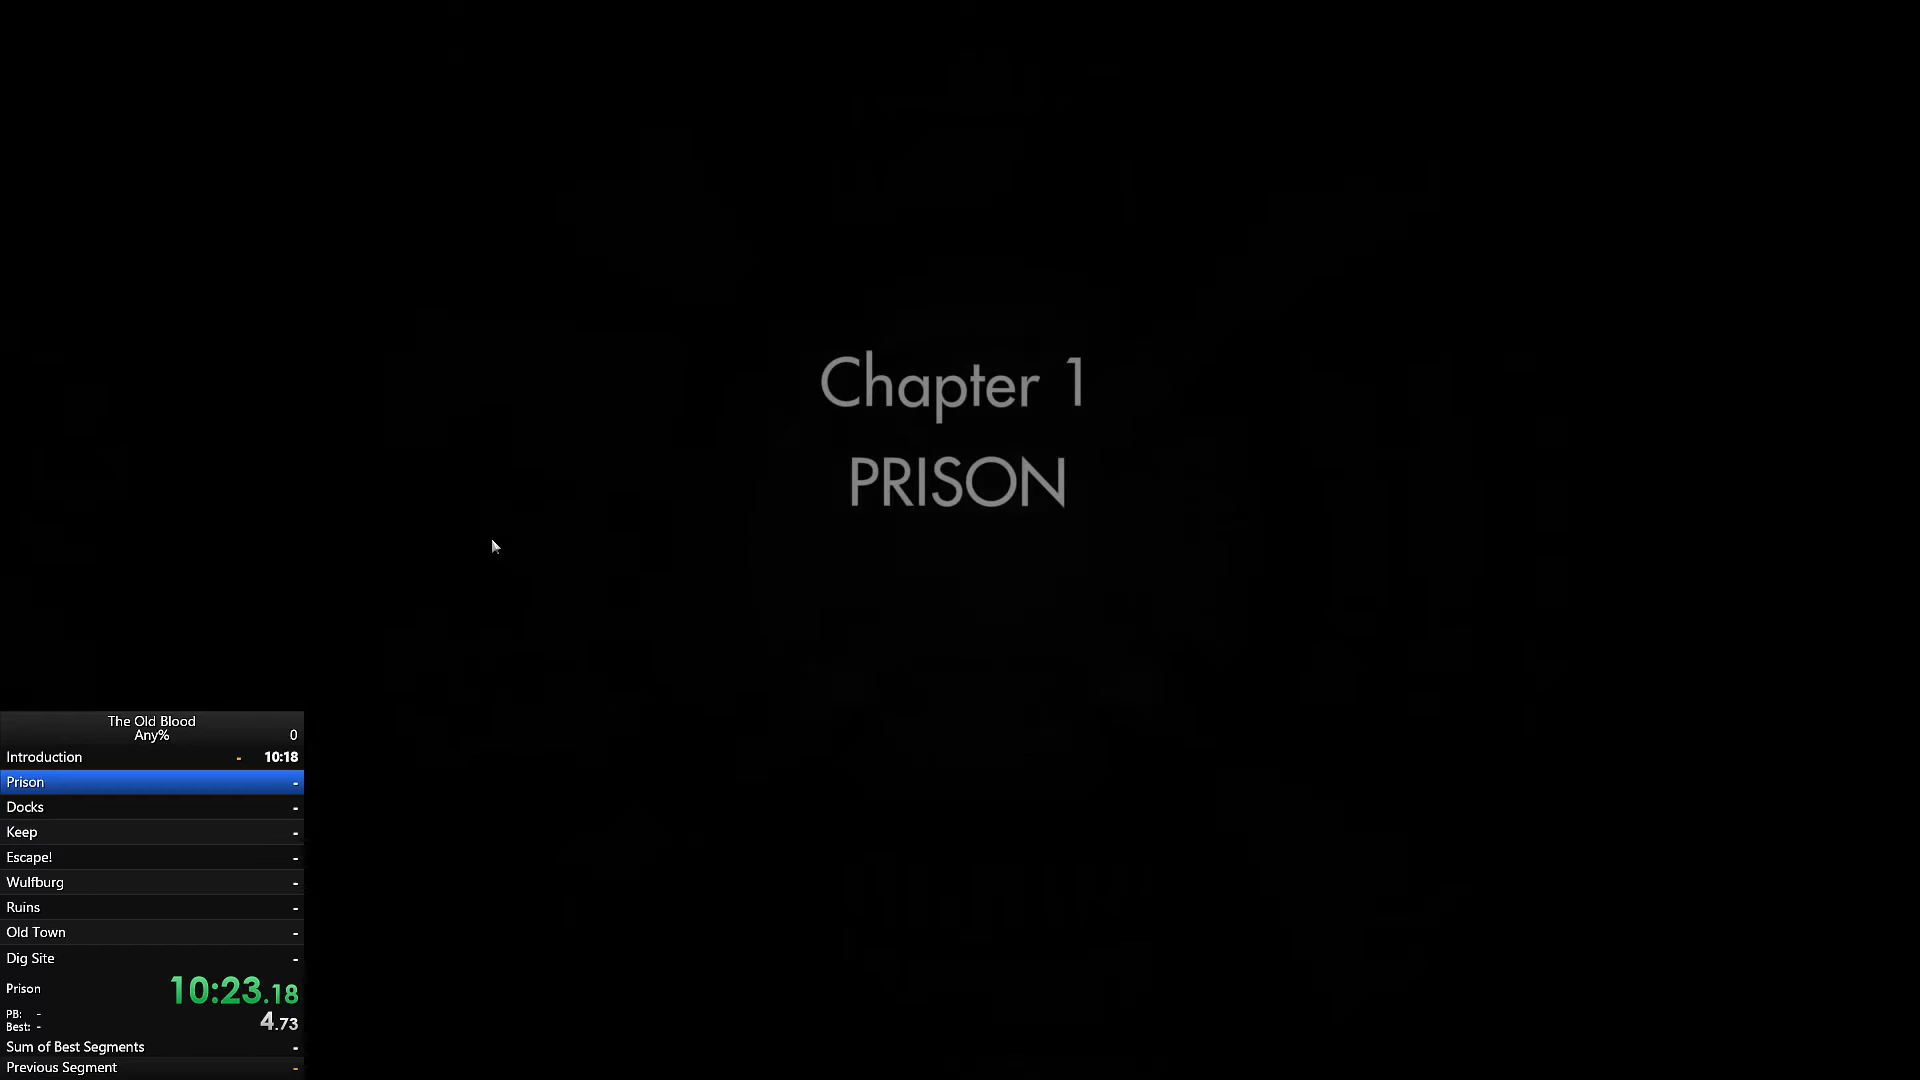 Chapter 1
PRISON
The Old Blood
Any% 0
Introduction - 10:18
Prison -
Docks -
Keep -
Escape! -
Wulfburg -
Ruins -
Old Town -
Dig Site -
Prison 10:23.18
PB: -
Best: - 4.73
Sum of Best Segments -
Previous Segment -